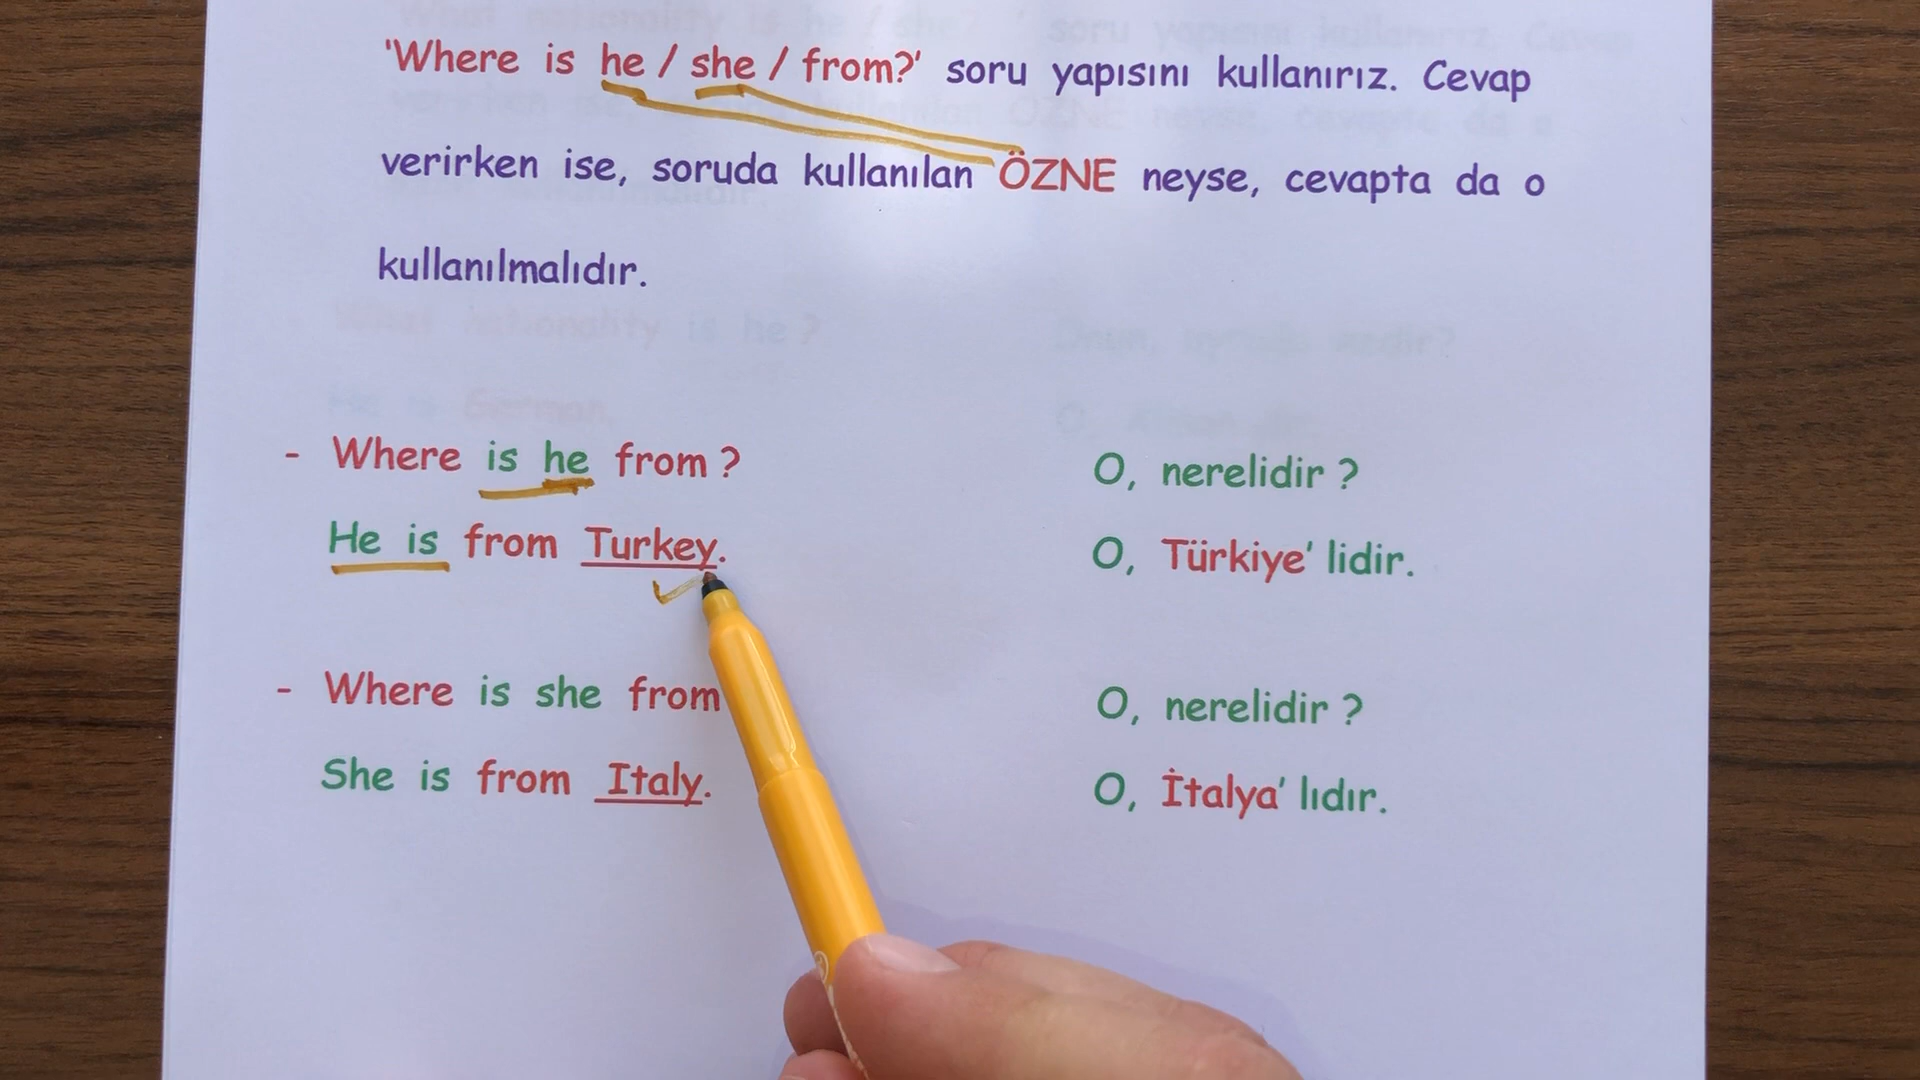 'Where is he / she / from?' soru yapısını kullanırız. Cevap
verirken ise, soruda kullanılan ÖZNE neyse, cevapta da o
kullanılmalıdır.
- Where is he from ?
O, nerelidir ?
He is from Turkey.
O, Türkiye' lidir.
- Where is she from
O, nerelidir ?
She is from Italy.
O, İtalya' lıdır.